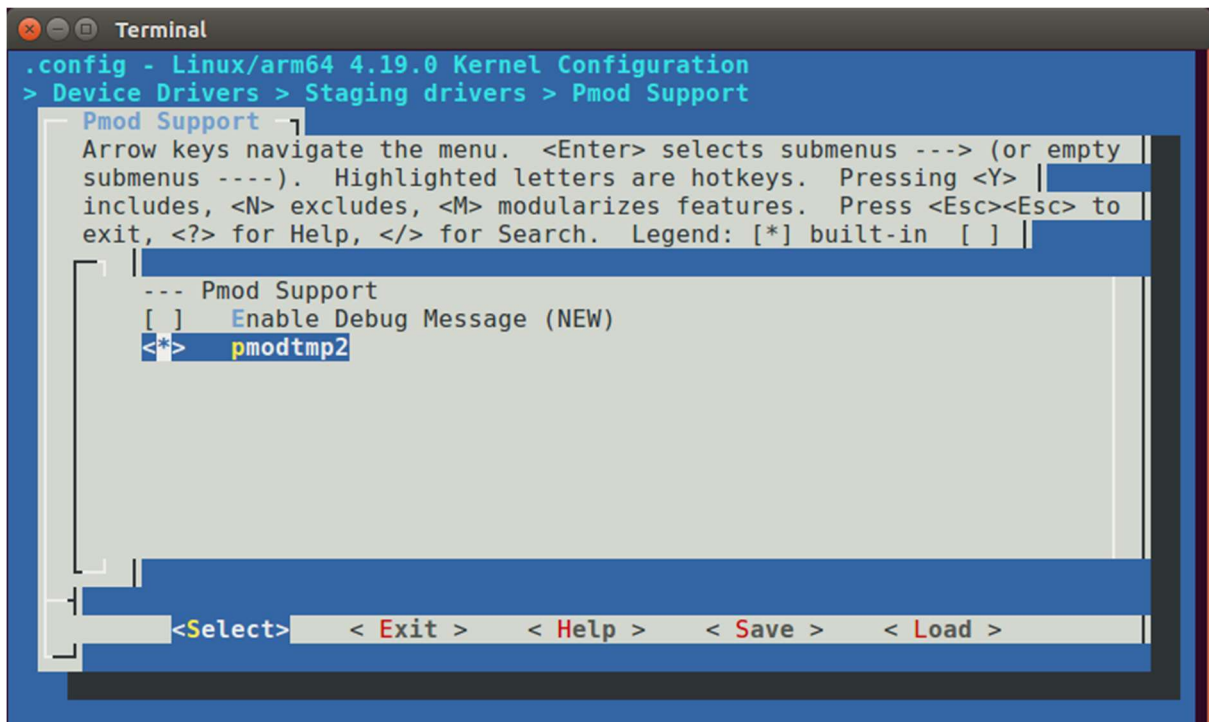 Terminal
.config - Linux/arm64 4.19.0 Kernel Configuration
> Device Drivers > Staging drivers > Pmod Support
Pmod Support
Arrow keys navigate the menu.  <Enter> selects submenus ---> (or empty
submenus ----).  Highlighted letters are hotkeys.  Pressing <Y>
includes, <N> excludes, <M> modularizes features.  Press <Esc><Esc> to
exit, <?> for Help, </> for Search.  Legend: [*] built-in  [ ]
--- Pmod Support
[ ]   Enable Debug Message (NEW)
<*>   pmodtmp2
<Select>    < Exit >    < Help >    < Save >    < Load >